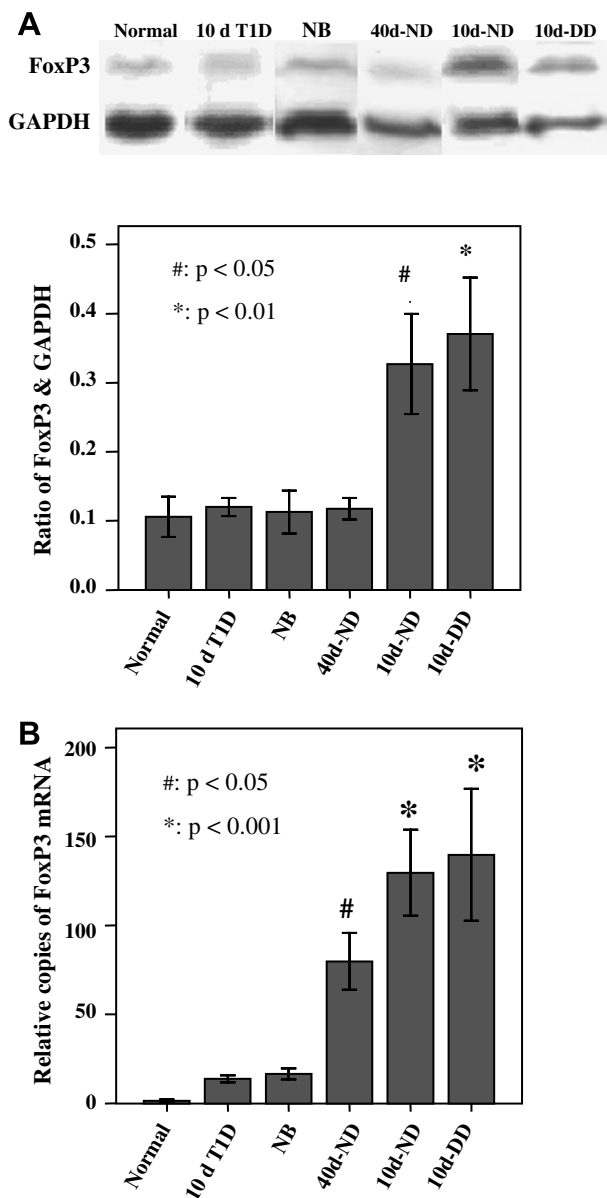 A
Normal 10 d T1D NB 40d-ND 10d-ND 10d-DD
FoxP3
GAPDH
0.5
0.4
0.3
0.2
0.1
0.0
Ratio of FoxP3 & GAPDH
#: p < 0.05
*: p < 0.01
#
*
Normal
10 d T1D
NB
40d-ND
10d-ND
10d-DD
B
200
150
100
50
0
Relative copies of FoxP3 mRNA
#: p < 0.05
*: p < 0.001
#
*
*
Normal
10 d T1D
NB
40d-ND
10d-ND
10d-DD